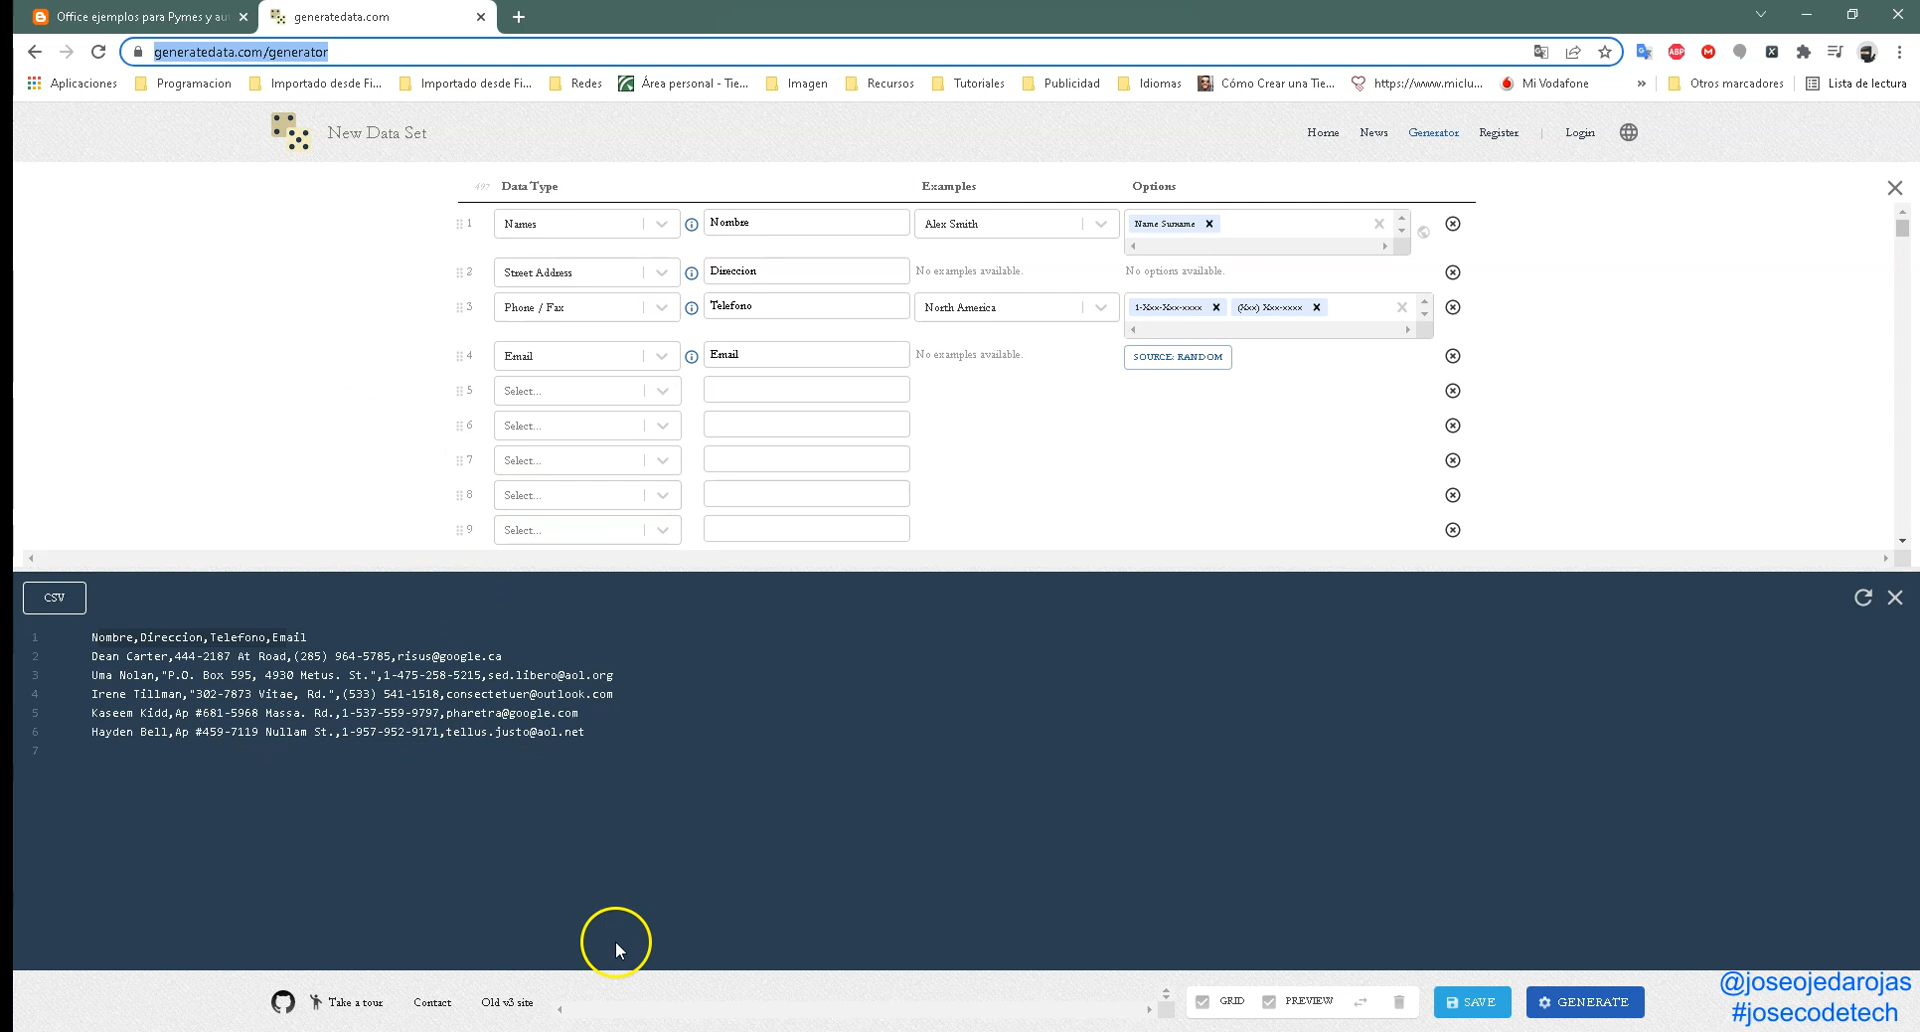 Office ejemplos para Pymes y au
generatedata.com
generatedata.com/generator
Aplicaciones
Programacion
Importado desde Fi...
Importado desde Fi...
Redes
Área personal - Tie...
Imagen
Recursos
Tutoriales
Publicidad
Idiomas
Cómo Crear una Tie...
https://www.miclu...
Mi Vodafone
»
Otros marcadores
Lista de lectura
New Data Set
Home
News
Generator
Register
Login
497 Data Type Examples Options
1 Names Nombre Alex Smith Name Surname
2 Street Address Direccion No examples available. No options available.
3 Phone / Fax Telefono North America 1-Xxx-Xxx-xxxx (Xxx) Xxx-xxxx
4 Email Email No examples available. SOURCE: RANDOM
5 Select...
6 Select...
7 Select...
8 Select...
9 Select...
CSV
1 Nombre,Direccion,Telefono,Email
2 Dean Carter,444-2187 At Road,(285) 964-5785,risus@google.ca
3 Uma Nolan,"P.O. Box 595, 4930 Metus. St.",1-475-258-5215,sed.libero@aol.org
4 Irene Tillman,"302-7873 Vitae, Rd.",(533) 541-1518,consectetuer@outlook.com
5 Kaseem Kidd,Ap #681-5968 Massa. Rd.,1-537-559-9797,pharetra@google.com
6 Hayden Bell,Ap #459-7119 Nullam St.,1-957-952-9171,tellus.justo@aol.net
7
Take a tour
Contact
Old v3 site
GRID
PREVIEW
SAVE
GENERATE
@joseojedarojas
#josecodetech